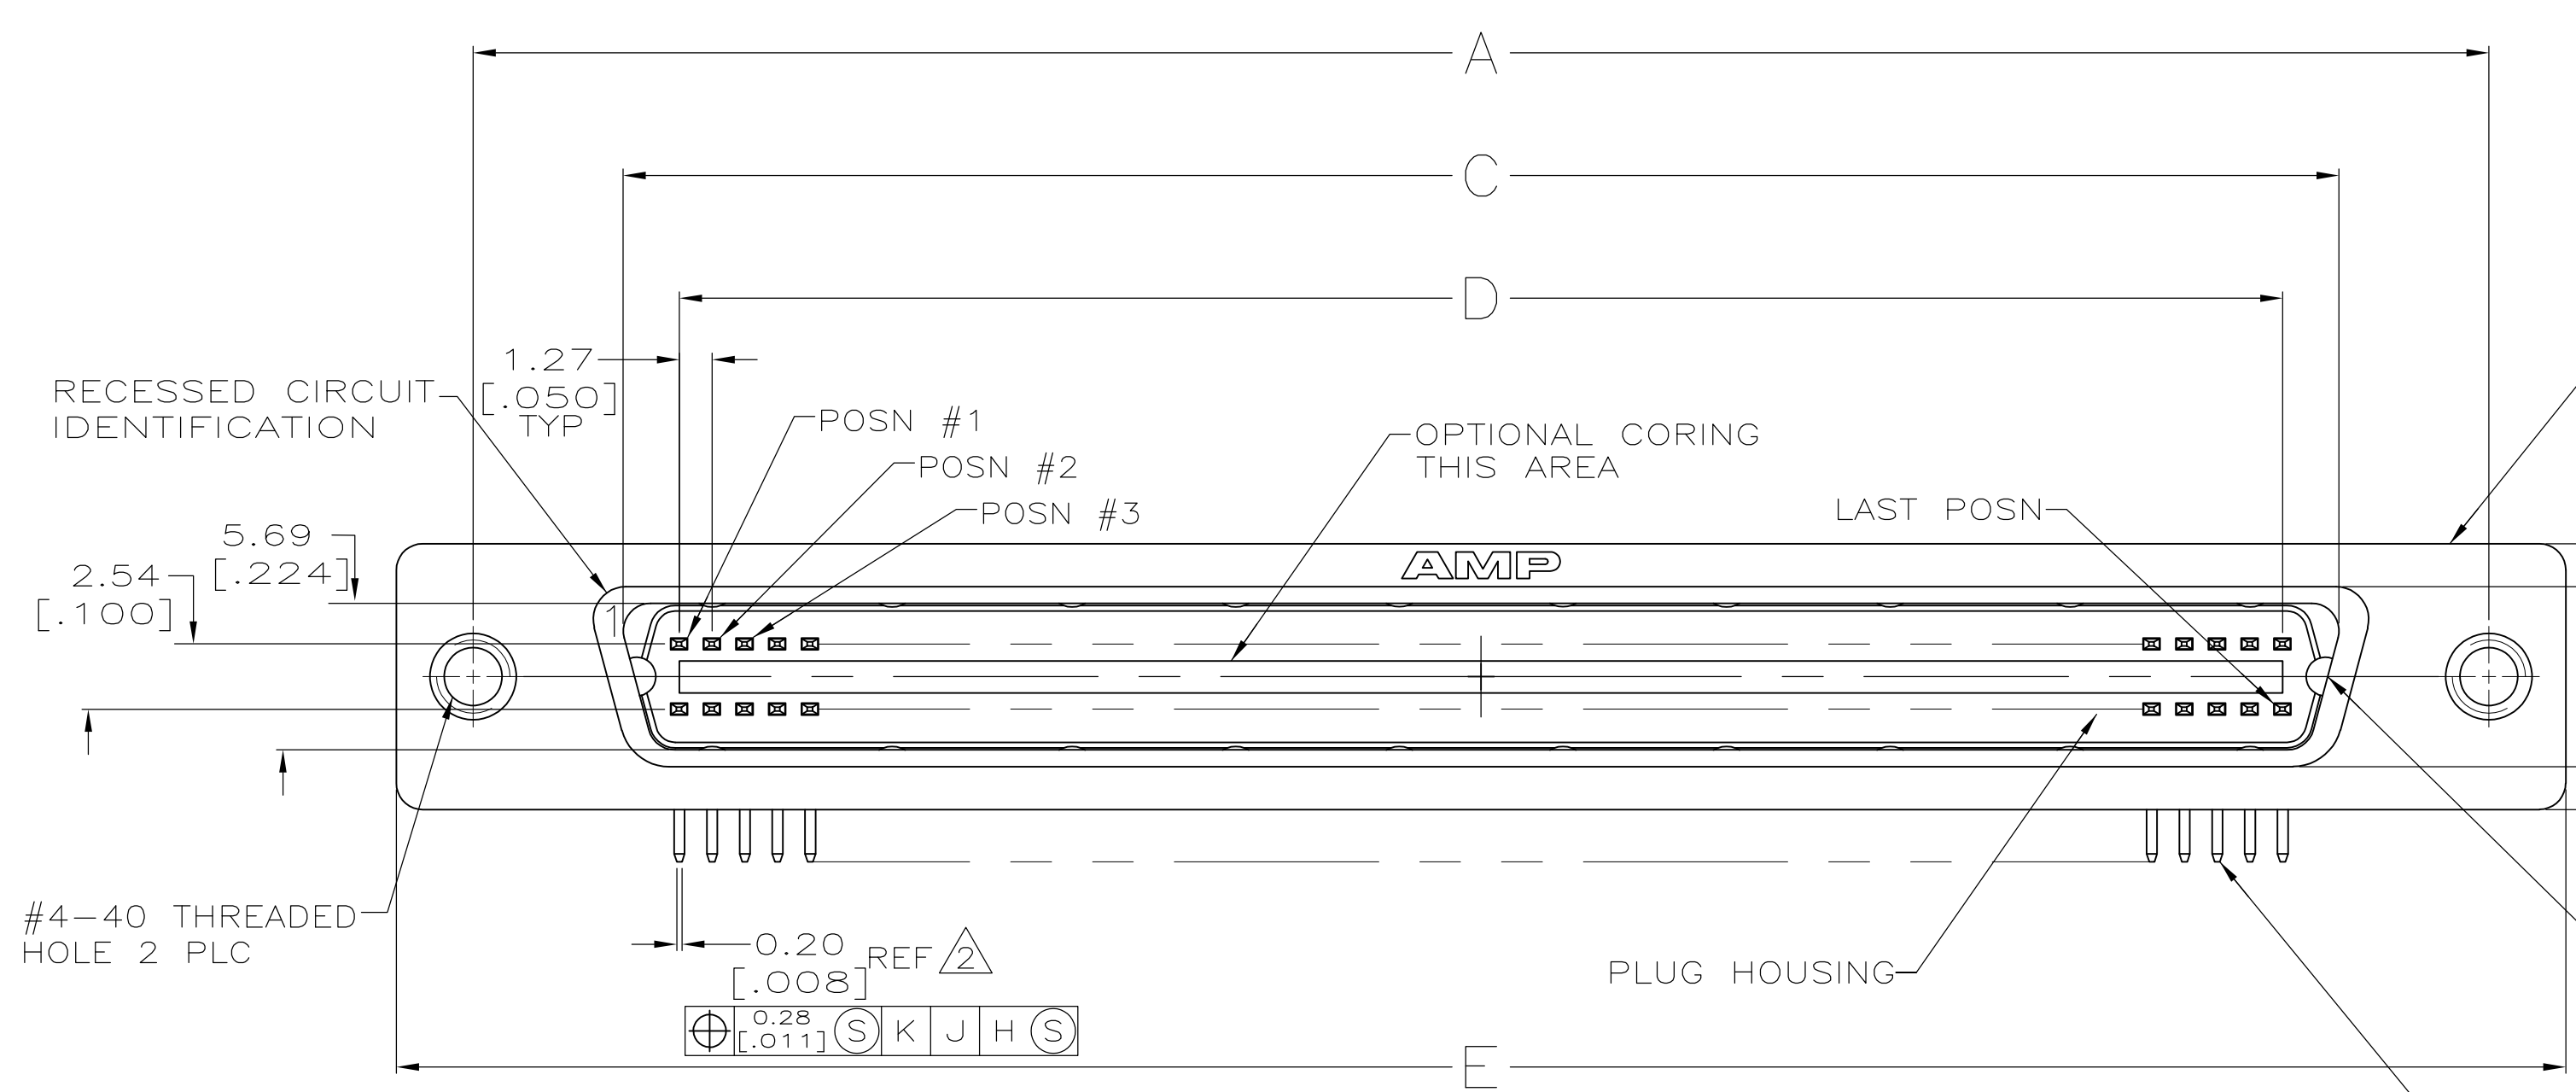 A
C
D
1.27
[.050]
TYP
RECESSED CIRCUIT
IDENTIFICATION
POSN #1
POSN #2
POSN #3
OPTIONAL CORING
THIS AREA
LAST POSN
5.69
[.224]
2.54
[.100]
AMP
1
#4-40 THREADED
HOLE 2 PLC
0.20
[.008]
REF 2
PLUG HOUSING
0.28
[.011] S K J H S
E